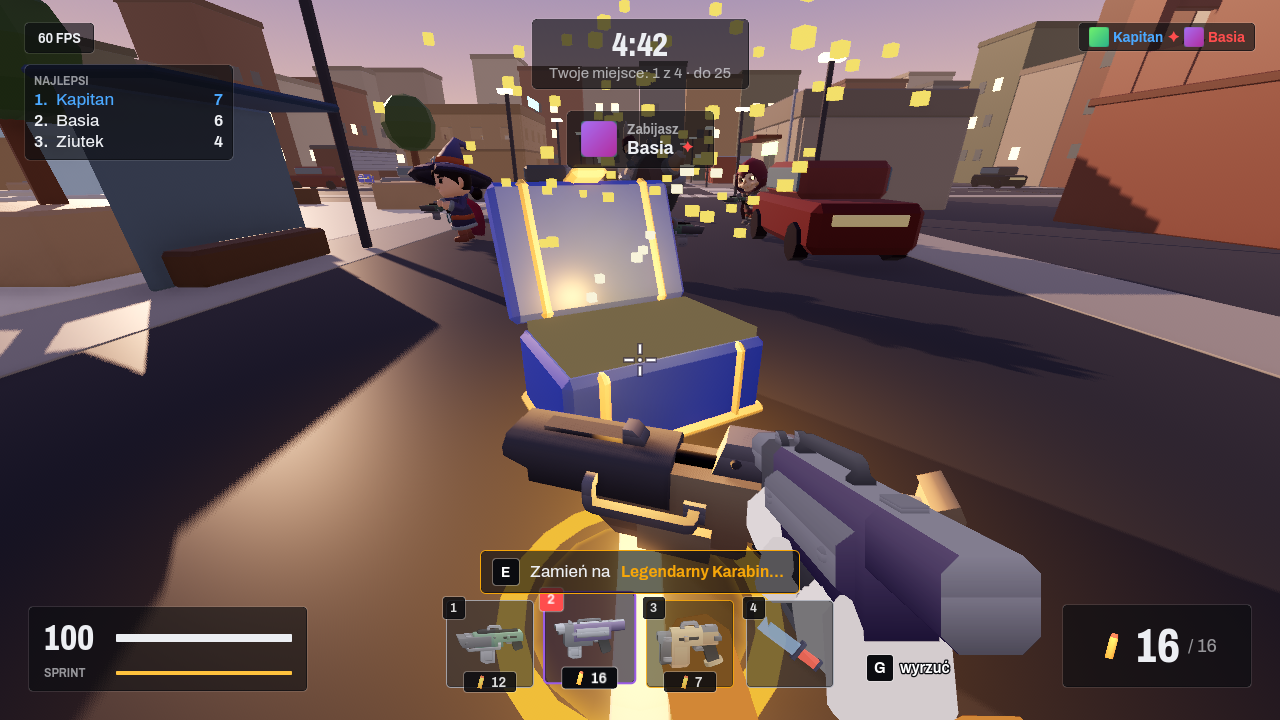 60 FPS
NAJLEPSI
1. Kapitan 7
2. Basia 6
3. Ziutek 4
4:42
Twoje miejsce: 1 z 4 · do 25
Zabijasz
Basia
Kapitan Basia
E Zamień na Legendarny Karabin...
1 2 3 4
12 16 7
100
SPRINT
G wyrzuć
16 / 16